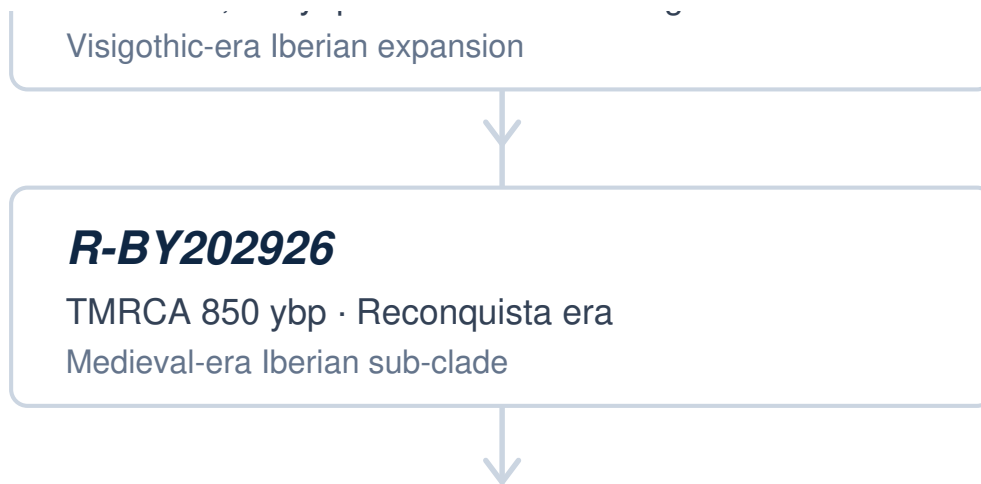 Visigothic-era Iberian expansion
R-BY202926
TMRCA 850 ybp · Reconquista era
Medieval-era Iberian sub-clade